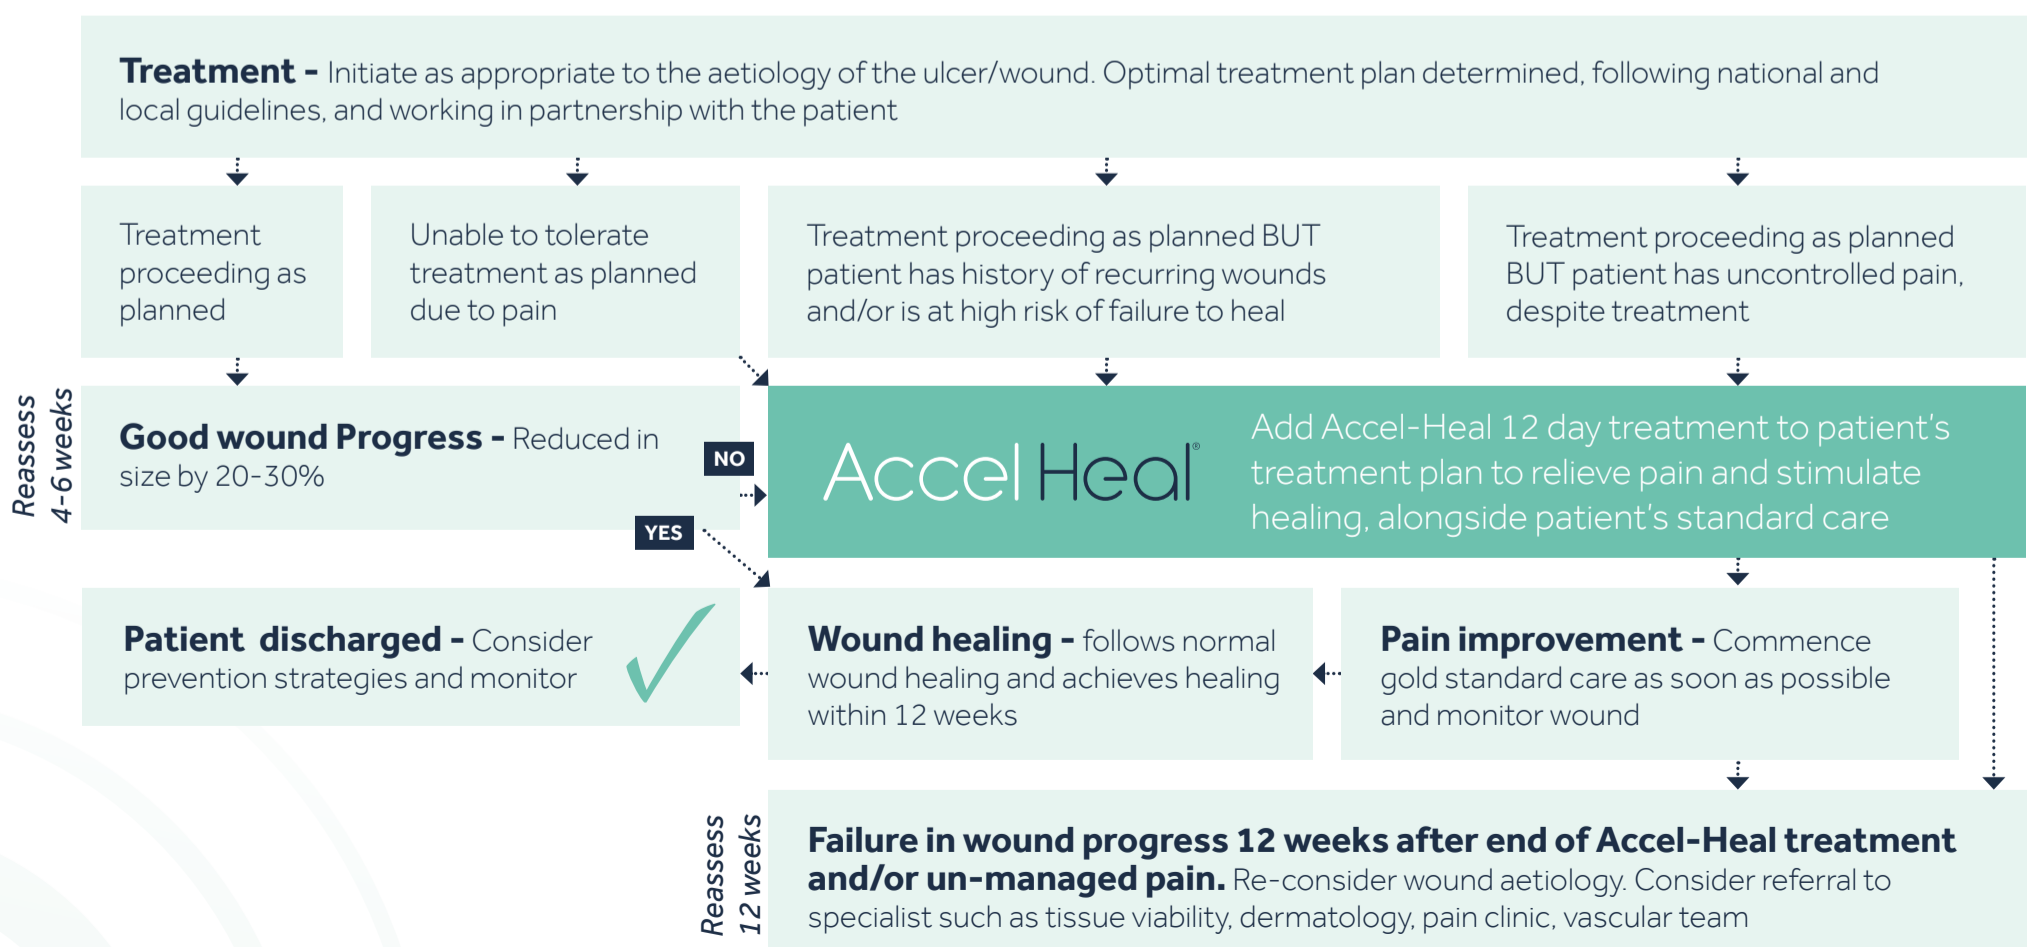 Treatment - Initiate as appropriate to the aetiology of the ulcer/wound. Optimal treatment plan determined, following national and
local guidelines, and working in partnership with the patient
Treatment
proceeding as
planned
Unable to tolerate
treatment as planned
due to pain
Treatment proceeding as planned BUT
patient has history of recurring wounds
and/or is at high risk of failure to heal
Treatment proceeding as planned
BUT patient has uncontrolled pain,
despite treatment
Reassess
4-6 weeks
Good wound Progress - Reduced in
size by 20-30%
NO
YES
Accel Heal®
Add Accel-Heal 12 day treatment to patient's
treatment plan to relieve pain and stimulate
healing, alongside patient's standard care
Patient discharged - Consider
prevention strategies and monitor
Wound healing - follows normal
wound healing and achieves healing
within 12 weeks
Pain improvement - Commence
gold standard care as soon as possible
and monitor wound
Reassess
12 weeks
Failure in wound progress 12 weeks after end of Accel-Heal treatment
and/or un-managed pain. Re-consider wound aetiology. Consider referral to
specialist such as tissue viability, dermatology, pain clinic, vascular team